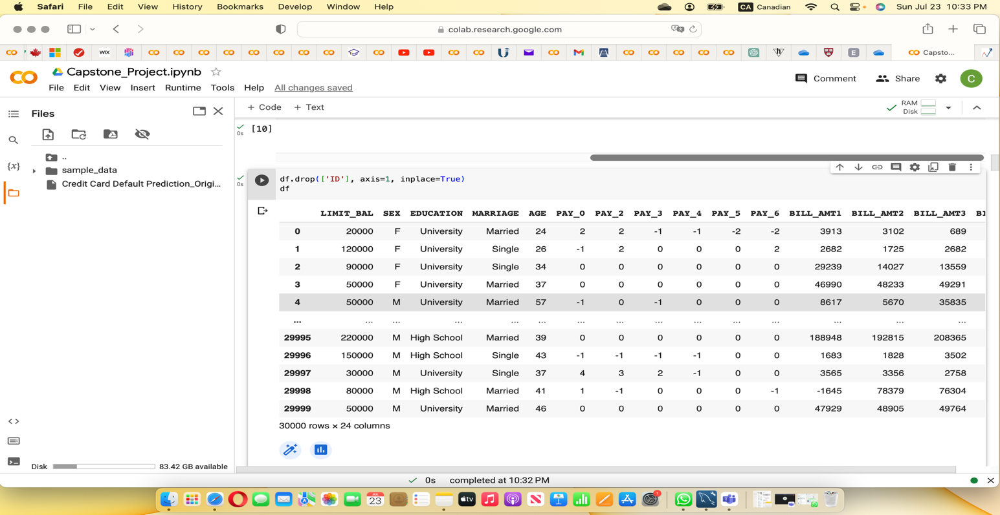 Safari File Edit View History Bookmarks Develop Window Help CA Canadian Sun Jul 23 10:33 PM
colab.research.google.com
WIX E Capsto...
Capstone_Project.ipynb
File Edit View Insert Runtime Tools Help All changes saved
Comment Share C
Files
+ Code + Text
RAM
Disk
0s [10]
..
sample_data
Credit Card Default Prediction_Origi...
{x}
0s
df.drop(['ID'], axis=1, inplace=True)
df
LIMIT_BAL SEX EDUCATION MARRIAGE AGE PAY_0 PAY_2 PAY_3 PAY_4 PAY_5 PAY_6 BILL_AMT1 BILL_AMT2 BILL_AMT3
0 20000 F University Married 24 2 2 -1 -1 -2 -2 3913 3102 689
1 120000 F University Single 26 -1 2 0 0 0 2 2682 1725 2682
2 90000 F University Single 34 0 0 0 0 0 0 29239 14027 13559
3 50000 F University Married 37 0 0 0 0 0 0 46990 48233 49291
4 50000 M University Married 57 -1 0 -1 0 0 0 8617 5670 35835
... ... ... ... ... ... ... ... ... ... ... ... ... ... ...
29995 220000 M High School Married 39 0 0 0 0 0 0 188948 192815 208365
29996 150000 M High School Single 43 -1 -1 -1 -1 0 0 1683 1828 3502
29997 30000 M University Single 37 4 3 2 -1 0 0 3565 3356 2758
29998 80000 M High School Married 41 1 -1 0 0 0 -1 -1645 78379 76304
29999 50000 M University Married 46 0 0 0 0 0 0 47929 48905 49764
30000 rows × 24 columns
Disk 83.42 GB available
0s completed at 10:32 PM
JUL
23
tv
1